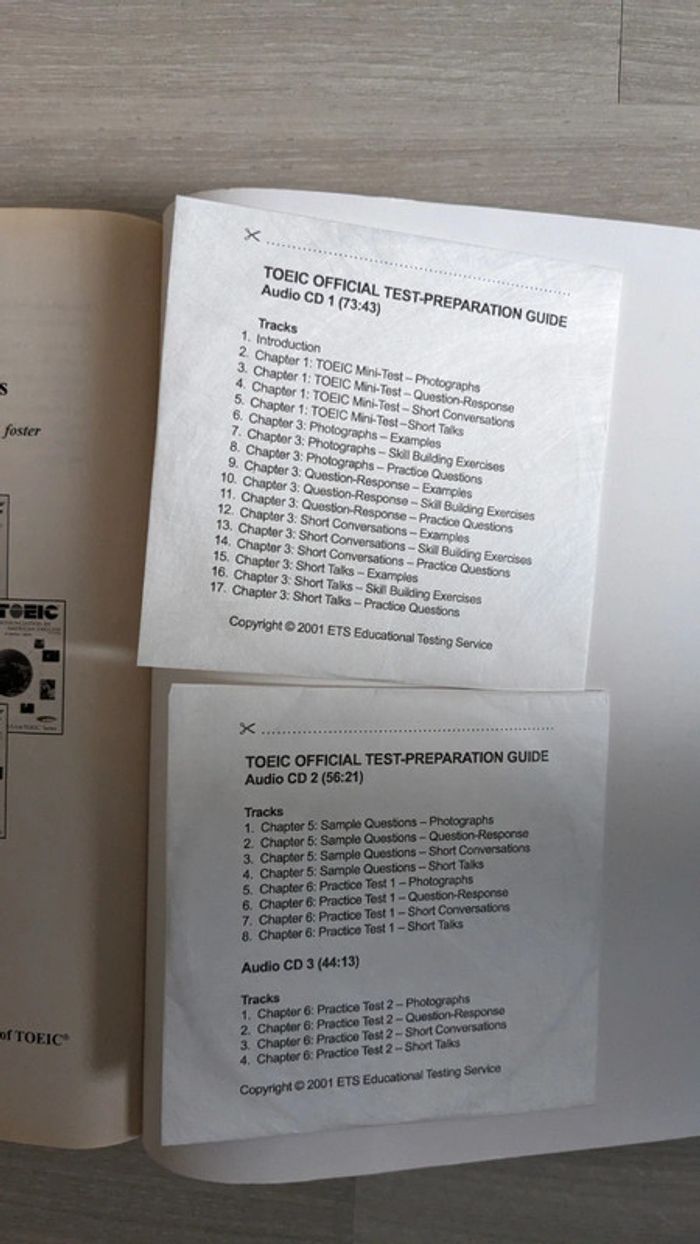 s
foster
TOEIC
of TOEIC®
TOEIC OFFICIAL TEST-PREPARATION GUIDE
Audio CD 1 (73:43)
Tracks
1. Introduction
2. Chapter 1: TOEIC Mini-Test – Photographs
3. Chapter 1: TOEIC Mini-Test – Question-Response
4. Chapter 1: TOEIC Mini-Test – Short Conversations
5. Chapter 1: TOEIC Mini-Test –Short Talks
6. Chapter 3: Photographs – Examples
7. Chapter 3: Photographs – Skill Building Exercises
8. Chapter 3: Photographs – Practice Questions
9. Chapter 3: Question-Response – Examples
10. Chapter 3: Question-Response – Skill Building Exercises
11. Chapter 3: Question-Response – Practice Questions
12. Chapter 3: Short Conversations – Examples
13. Chapter 3: Short Conversations – Skill Building Exercises
14. Chapter 3: Short Conversations – Practice Questions
15. Chapter 3: Short Talks – Examples
16. Chapter 3: Short Talks – Skill Building Exercises
17. Chapter 3: Short Talks – Practice Questions
Copyright © 2001 ETS Educational Testing Service
TOEIC OFFICIAL TEST-PREPARATION GUIDE
Audio CD 2 (56:21)
Tracks
1. Chapter 5: Sample Questions – Photographs
2. Chapter 5: Sample Questions – Question-Response
3. Chapter 5: Sample Questions – Short Conversations
4. Chapter 5: Sample Questions – Short Talks
5. Chapter 6: Practice Test 1 – Photographs
6. Chapter 6: Practice Test 1 – Question-Response
7. Chapter 6: Practice Test 1 – Short Conversations
8. Chapter 6: Practice Test 1 – Short Talks
Audio CD 3 (44:13)
Tracks
1. Chapter 6: Practice Test 2 – Photographs
2. Chapter 6: Practice Test 2 – Question-Response
3. Chapter 6: Practice Test 2 – Short Conversations
4. Chapter 6: Practice Test 2 – Short Talks
Copyright © 2001 ETS Educational Testing Service